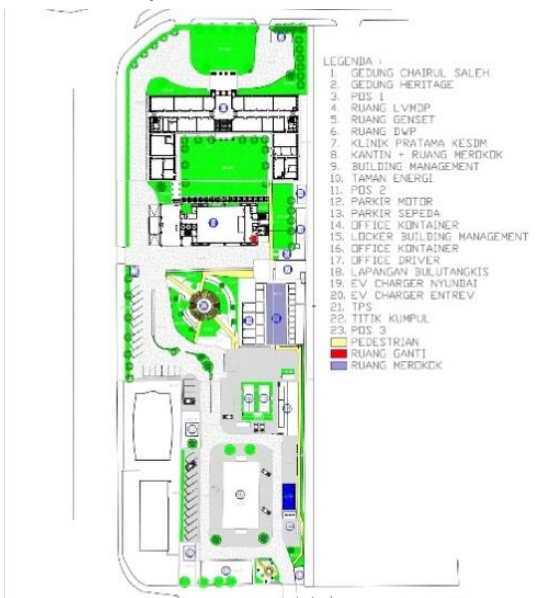 LEGENDA :
1. GEDUNG CHAIRUL SALEH
2. GEDUNG HERITAGE
3. POS 1
4. RUANG LVMDP
5. RUANG GENSET
6. RUANG DWP
7. KLINIK PRATAMA KESDM
8. KANTIN + RUANG MEROKOK
9. BUILDING MANAGEMENT
10. TAMAN ENERGI
11. POS 2
12. PARKIR MOTOR
13. PARKIR SEPEDA
14. OFFICE KONTAINER
15. LOCKER BUILDING MANAGEMENT
16. OFFICE KONTAINER
17. OFFICE DRIVER
18. LAPANGAN BULUTANGKIS
19. EV CHARGER NYUNDAI
20. EV CHARGER ENTREV
21. TPS
22. TITIK KUMPUL
23. POS 3
PEDESTRIAN
RUANG GANTI
RUANG MEROKOK